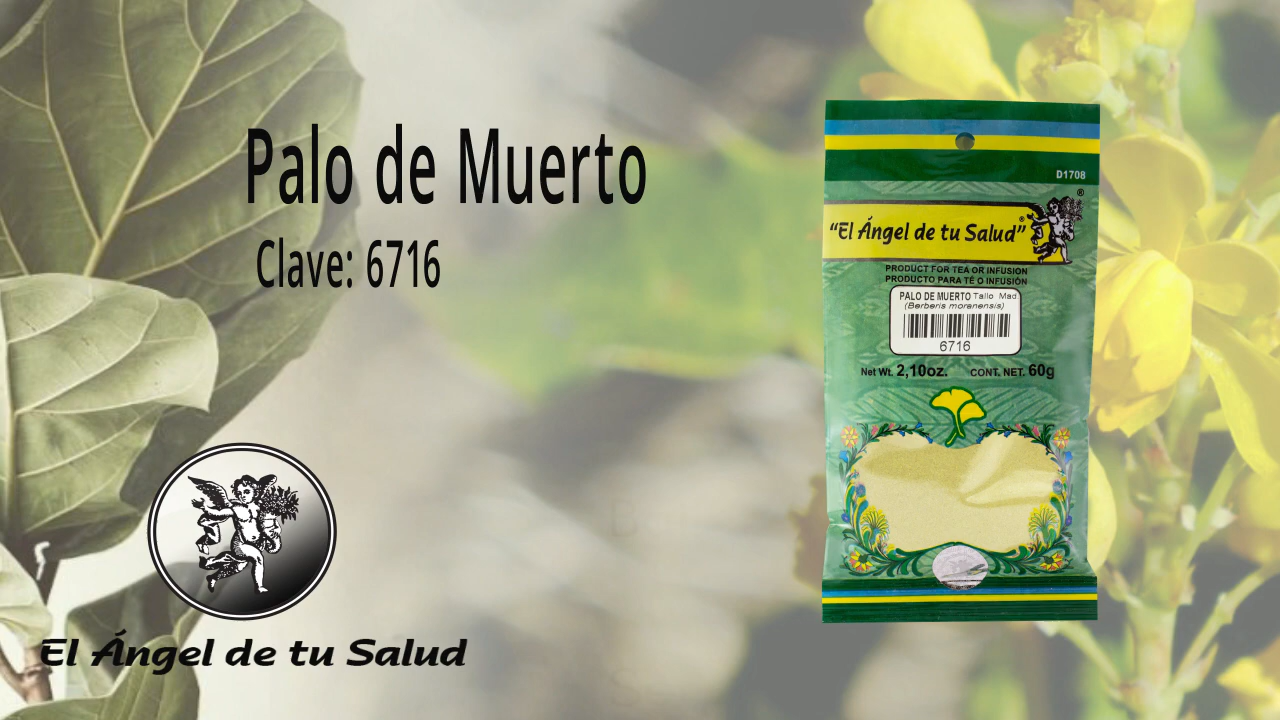 Palo de Muerto
Clave: 6716
El Ángel de tu Salud
D1708
®
"El Ángel de tu Salud"®
PRODUCT FOR TEA OR INFUSION
PRODUCTO PARA TÉ O INFUSIÓN
PALO DE MUERTO Tallo Mad
(Berberis moranensis)
6716
Net Wt. 2,10oz. CONT. NET. 60g